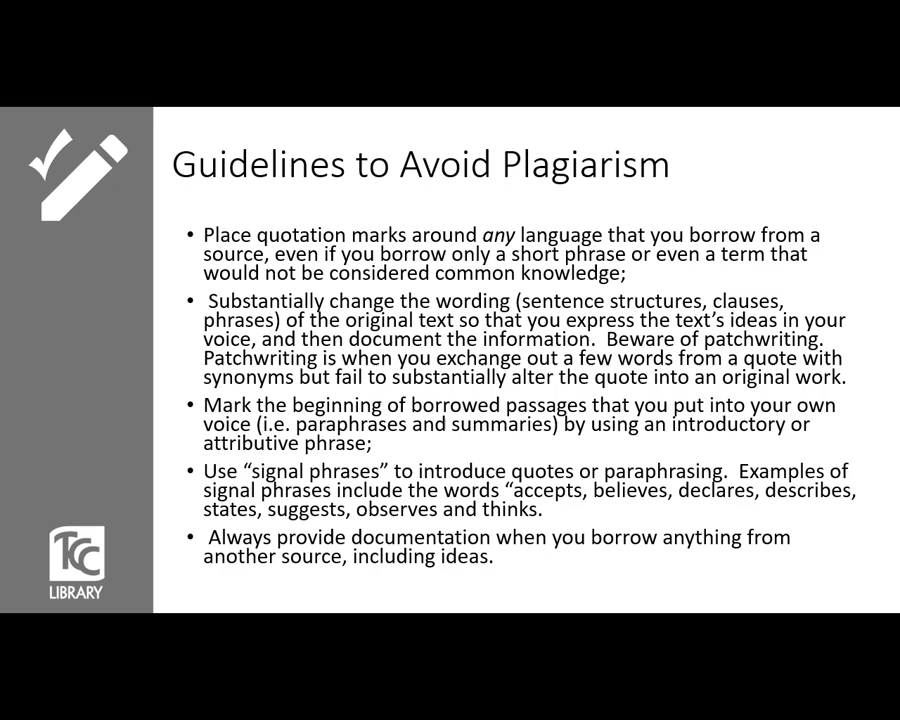 Guidelines to Avoid Plagiarism
• Place quotation marks around any language that you borrow from a
source, even if you borrow only a short phrase or even a term that
would not be considered common knowledge;
• Substantially change the wording (sentence structures, clauses,
phrases) of the original text so that you express the text’s ideas in your
voice, and then document the information.  Beware of patchwriting.
Patchwriting is when you exchange out a few words from a quote with
synonyms but fail to substantially alter the quote into an original work.
• Mark the beginning of borrowed passages that you put into your own
voice (i.e. paraphrases and summaries) by using an introductory or
attributive phrase;
• Use “signal phrases” to introduce quotes or paraphrasing.  Examples of
signal phrases include the words “accepts, believes, declares, describes,
states, suggests, observes and thinks.
• Always provide documentation when you borrow anything from
another source, including ideas.
TCC
LIBRARY